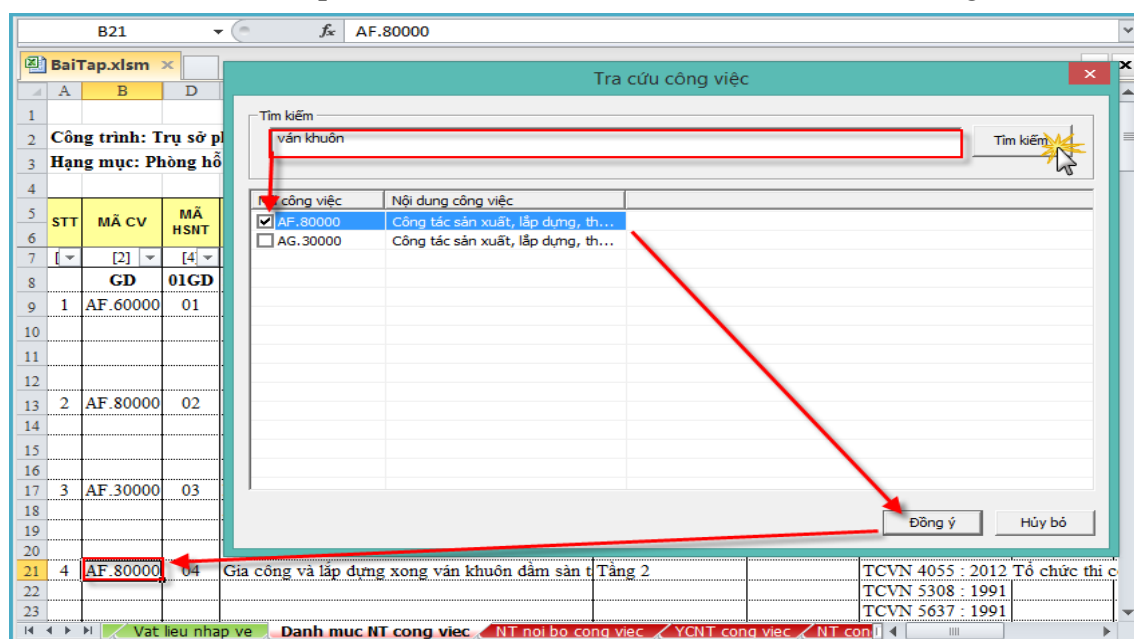 B21 fx AF.80000
BaiTap.xlsm
Tra cứu công việc
A B D
Tìm kiếm
ván khuôn Tìm kiếm
1
2 Công trình: Trụ sở
3 Hạng mục: Phòng
4
5 STT MÃ CV MÃ HSNT
6
7 [2] [4]
8 GD 01GD
9 1 AF.60000 01
10
11
12
13 2 AF.80000 02
14
15
16
17 3 AF.30000 03
18
19
20
công việc Nội dung công việc
AF.80000 Công tác sản xuất, lắp dựng, th...
AG.30000 Công tác sản xuất, lắp dựng, th...
Đồng ý Hủy bỏ
21 4 AF.80000 04 Gia công và lắp dựng xong ván khuôn dầm sàn t Tầng 2 TCVN 4055 : 2012 Tổ chức thi c
22 TCVN 5308 : 1991
23 TCVN 5637 : 1991
Vat lieu nhap ve Danh muc NT cong viec NT noi bo cong viec YCNT cong viec NT con